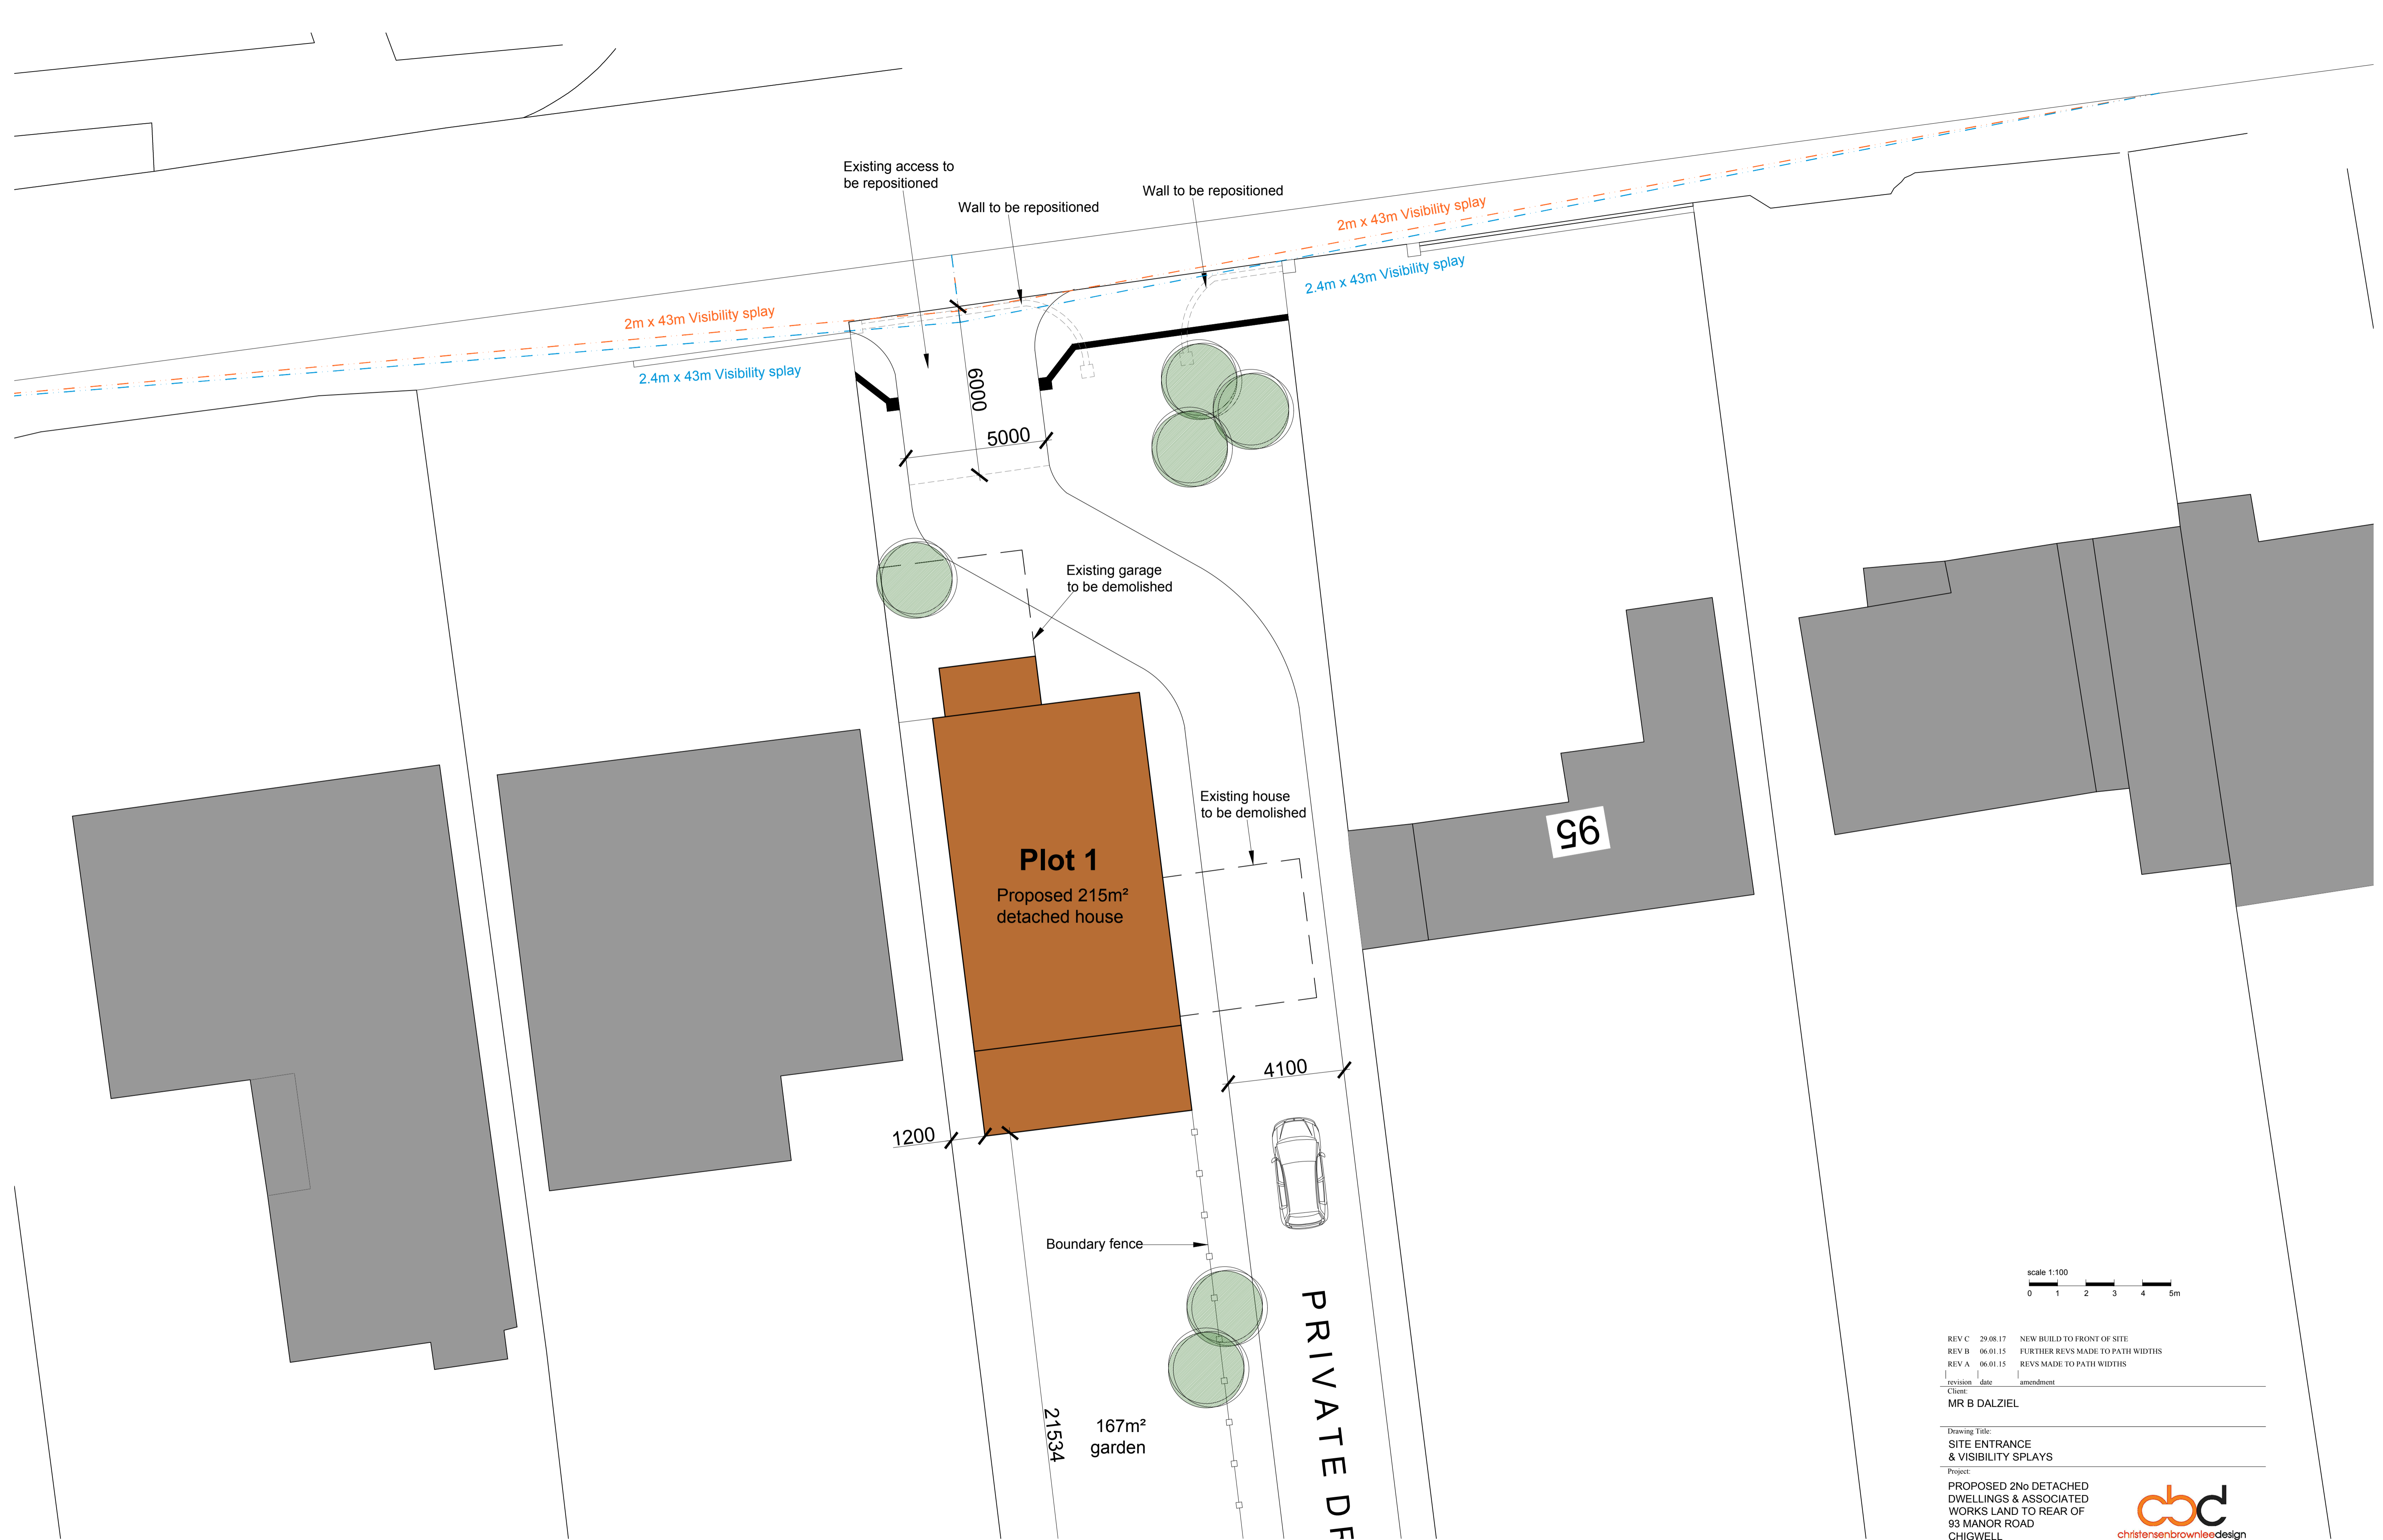 Existing access to
be repositioned
Wall to be repositioned
Wall to be repositioned
2m x 43m Visibility splay
2.4m x 43m Visibility splay
2m x 43m Visibility splay
2.4m x 43m Visibility splay
6000
5000
Existing garage
to be demolished
Existing house
to be demolished
95
Plot 1
Proposed 215m²
detached house
4100
1200
Boundary fence
21534
167m²
garden
PRIVATE DR
scale 1:100
0 1 2 3 4 5m
REV C 29.08.17 NEW BUILD TO FRONT OF SITE
REV B 06.01.15 FURTHER REVS MADE TO PATH WIDTHS
REV A 06.01.15 REVS MADE TO PATH WIDTHS
revision date amendment
Client:
MR B DALZIEL
Drawing Title:
SITE ENTRANCE
& VISIBILITY SPLAYS
Project:
PROPOSED 2No DETACHED
DWELLINGS & ASSOCIATED
WORKS LAND TO REAR OF
93 MANOR ROAD
CHIGWELL
cbd
christensenbrownleedesign